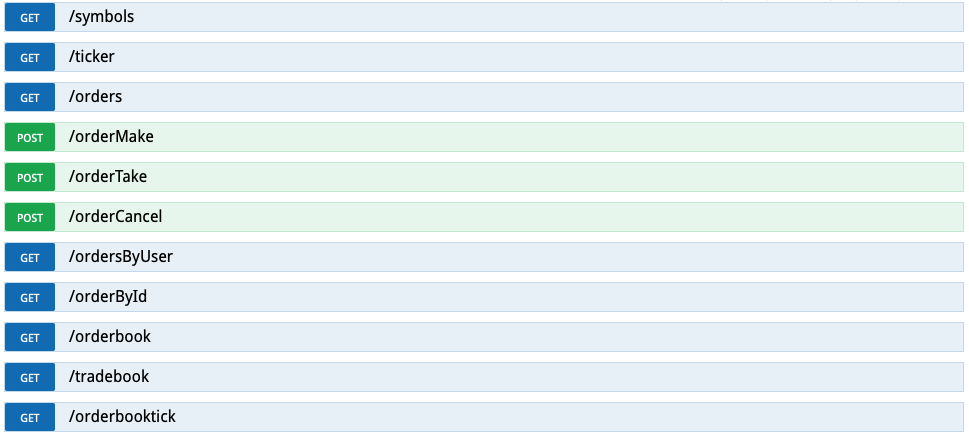 GET /symbols
GET /ticker
GET /orders
POST /orderMake
POST /orderTake
POST /orderCancel
GET /ordersByUser
GET /orderById
GET /orderbook
GET /tradebook
GET /orderbooktick